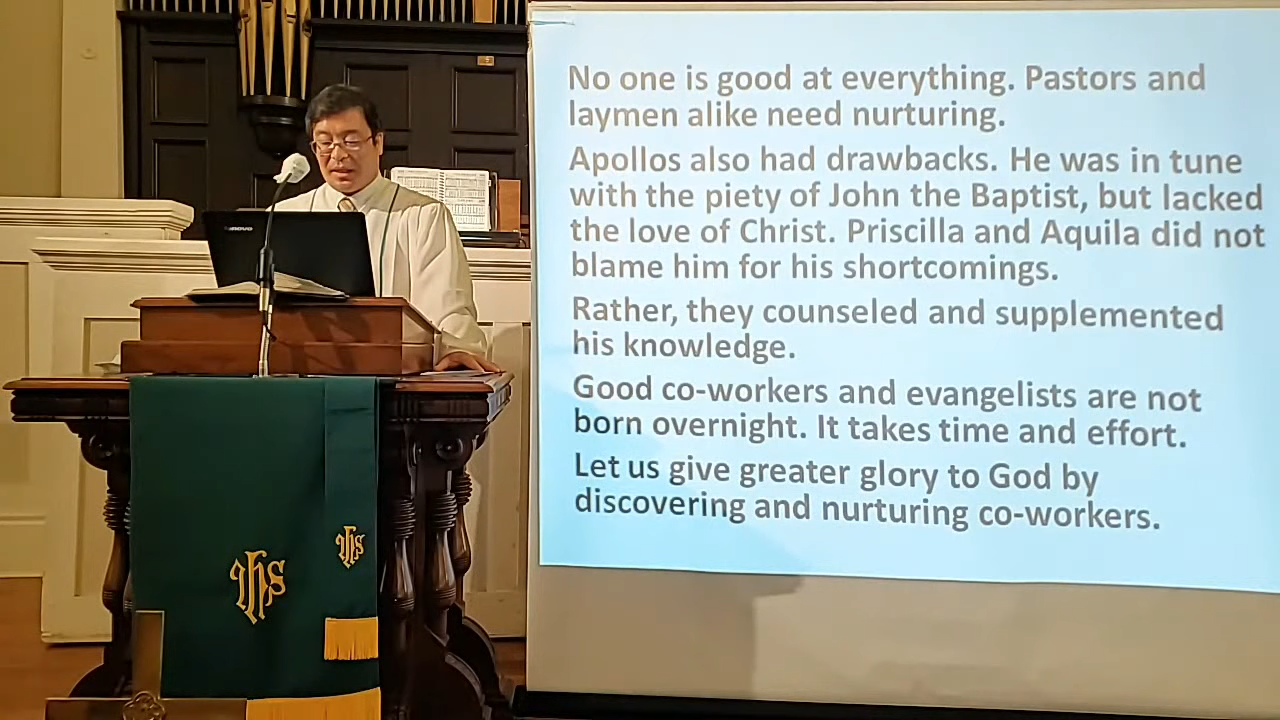 No one is good at everything. Pastors and
laymen alike need nurturing.
Apollos also had drawbacks. He was in tune
with the piety of John the Baptist, but lacked
the love of Christ. Priscilla and Aquila did not
blame him for his shortcomings.
Rather, they counseled and supplemented
his knowledge.
Good co-workers and evangelists are not
born overnight. It takes time and effort.
Let us give greater glory to God by
discovering and nurturing co-workers.
lenovo
IHS
IHS